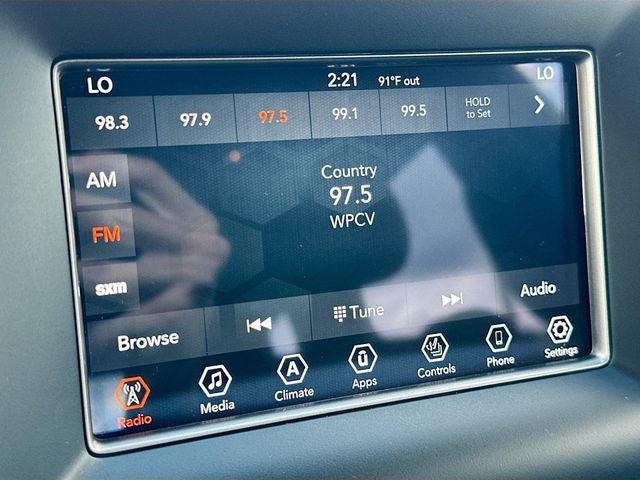 LO 2:21 91°F out LO
98.3 97.9 97.5 99.1 99.5 HOLD
to Set
AM
FM
sxm
Country
97.5
WPCV
Browse Tune Audio
Radio Media Climate Apps Controls Phone Settings
A ū